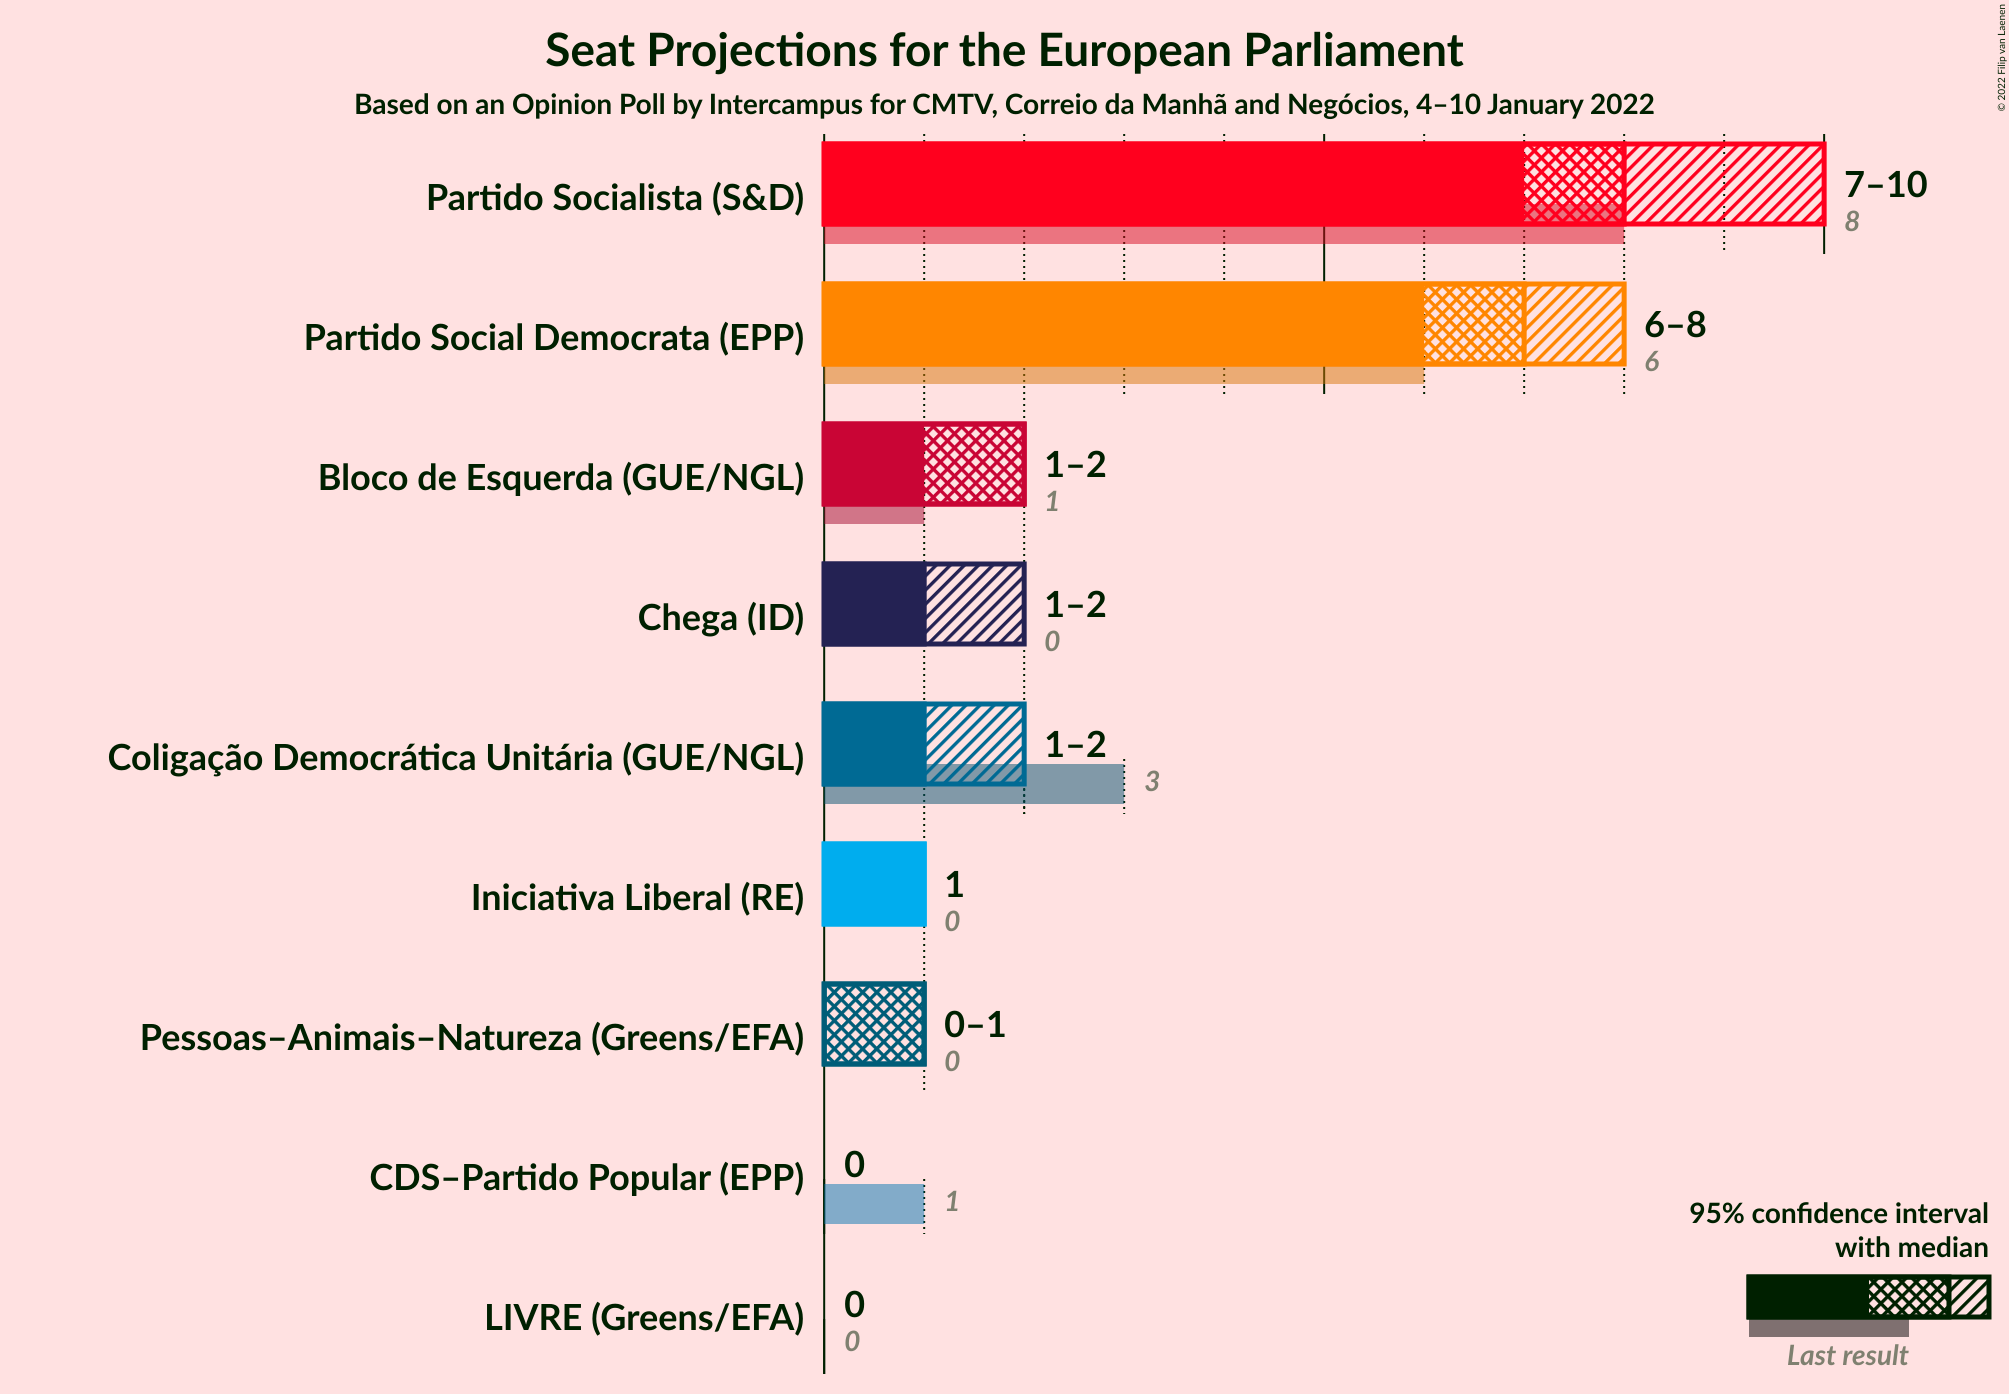 Seat Projections for the European Parliament
Based on an Opinion Poll by Intercampus for CMTV, Correio da Manhã and Negócios, 4–10 January 2022
© 2022 Filip van Laenen
Partido Socialista (S&D)
7–10
8
Partido Social Democrata (EPP)
6–8
6
Bloco de Esquerda (GUE/NGL)
1–2
1
Chega (ID)
1–2
0
Coligação Democrática Unitária (GUE/NGL)
1–2
3
Iniciativa Liberal (RE)
1
0
Pessoas–Animais–Natureza (Greens/EFA)
0–1
0
CDS–Partido Popular (EPP)
0
1
LIVRE (Greens/EFA)
0
0
95% confidence interval
with median
Last result